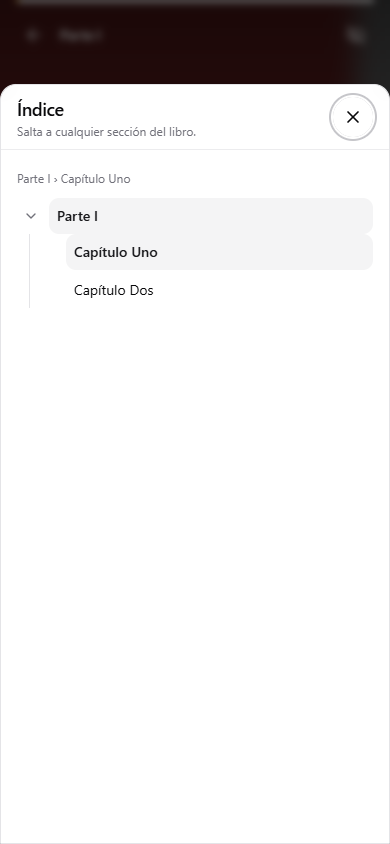 Parte I
Índice
Salta a cualquier sección del libro.
Parte I › Capítulo Uno
Parte I
Capítulo Uno
Capítulo Dos